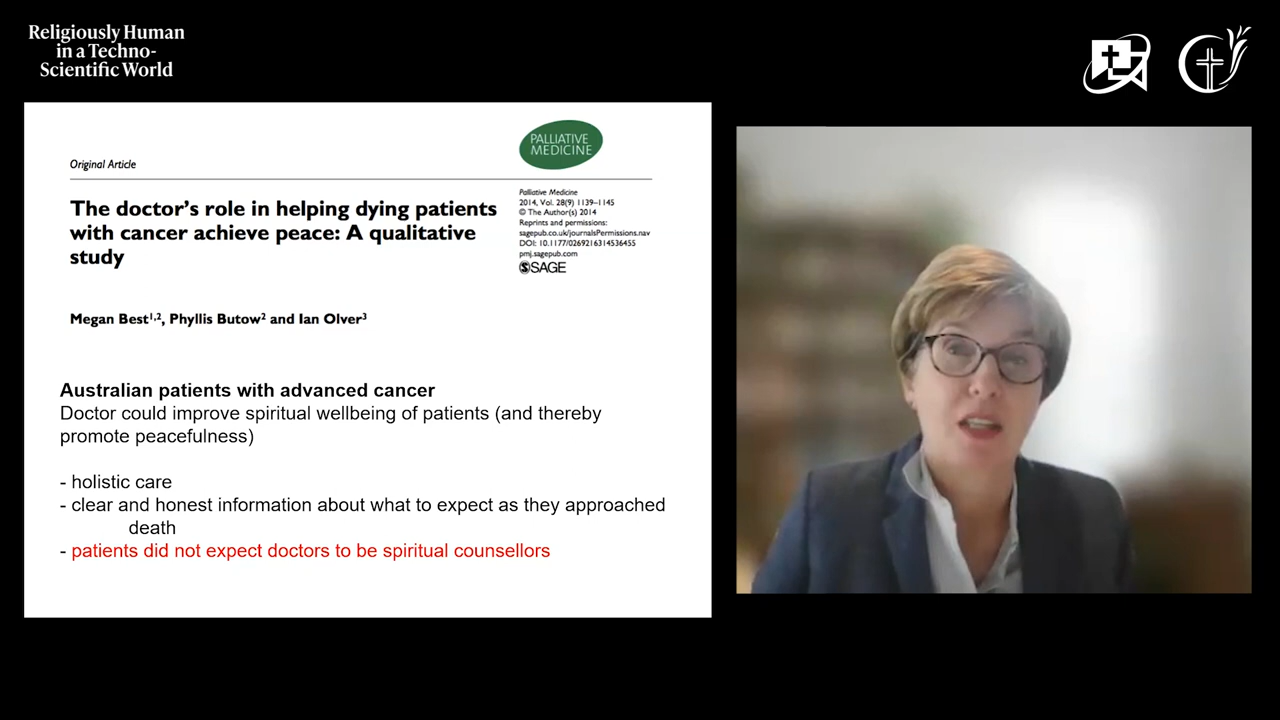 Religiously Human
in a Techno-
Scientific World
PALLIATIVE
MEDICINE
Original Article
Palliative Medicine
2014, Vol. 28(9) 1139–1145
© The Author(s) 2014
Reprints and permissions:
sagepub.co.uk/journalsPermissions.nav
DOI: 10.1177/0269216314536455
pmj.sagepub.com
SAGE
The doctor's role in helping dying patients
with cancer achieve peace: A qualitative
study
Megan Best1,2, Phyllis Butow2 and Ian Olver3
Australian patients with advanced cancer
Doctor could improve spiritual wellbeing of patients (and thereby
promote peacefulness)
- holistic care
- clear and honest information about what to expect as they approached
death
- patients did not expect doctors to be spiritual counsellors